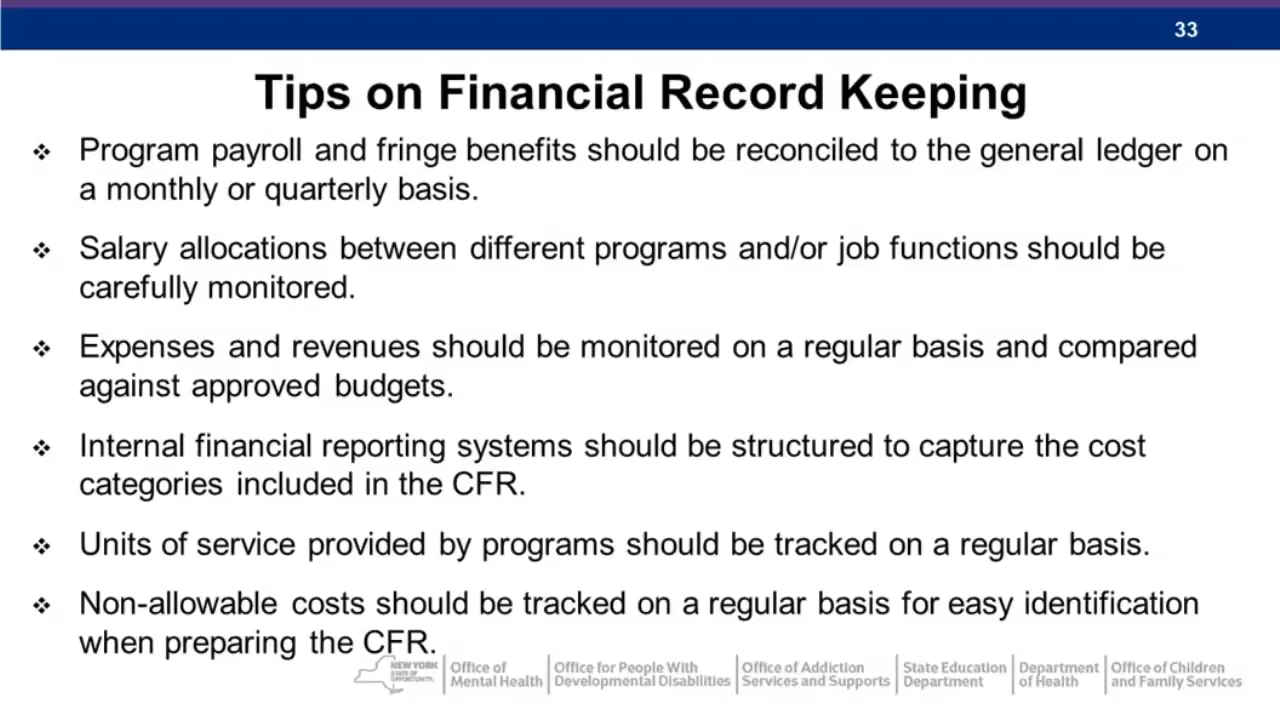 33
Tips on Financial Record Keeping
❖ Program payroll and fringe benefits should be reconciled to the general ledger on
a monthly or quarterly basis.
❖ Salary allocations between different programs and/or job functions should be
carefully monitored.
❖ Expenses and revenues should be monitored on a regular basis and compared
against approved budgets.
❖ Internal financial reporting systems should be structured to capture the cost
categories included in the CFR.
❖ Units of service provided by programs should be tracked on a regular basis.
❖ Non-allowable costs should be tracked on a regular basis for easy identification
when preparing the CFR.
NEW YORK
STATE OF
OPPORTUNITY.
Office of
Mental Health
Office for People With
Developmental Disabilities
Office of Addiction
Services and Supports
State Education
Department
Department
of Health
Office of Children
and Family Services